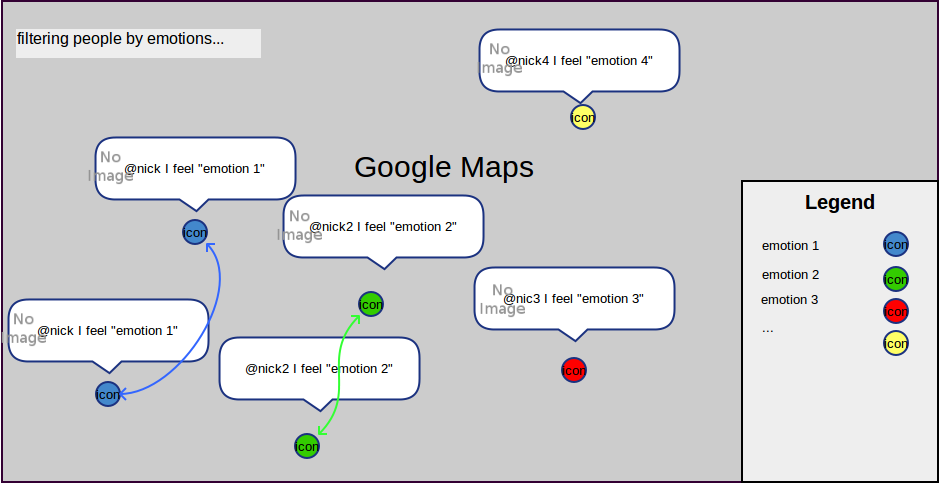 filtering people by emotions...
No
Image
@nick4 I feel "emotion 4"
icon
Google Maps
No
Image
@nick I feel "emotion 1"
icon
No
Image
@nick2 I feel "emotion 2"
icon
No
Image
@nic3 I feel "emotion 3"
icon
No
Image
@nick I feel "emotion 1"
icon
@nick2 I feel "emotion 2"
icon
Legend
emotion 1
icon
emotion 2
icon
emotion 3
icon
...
icon